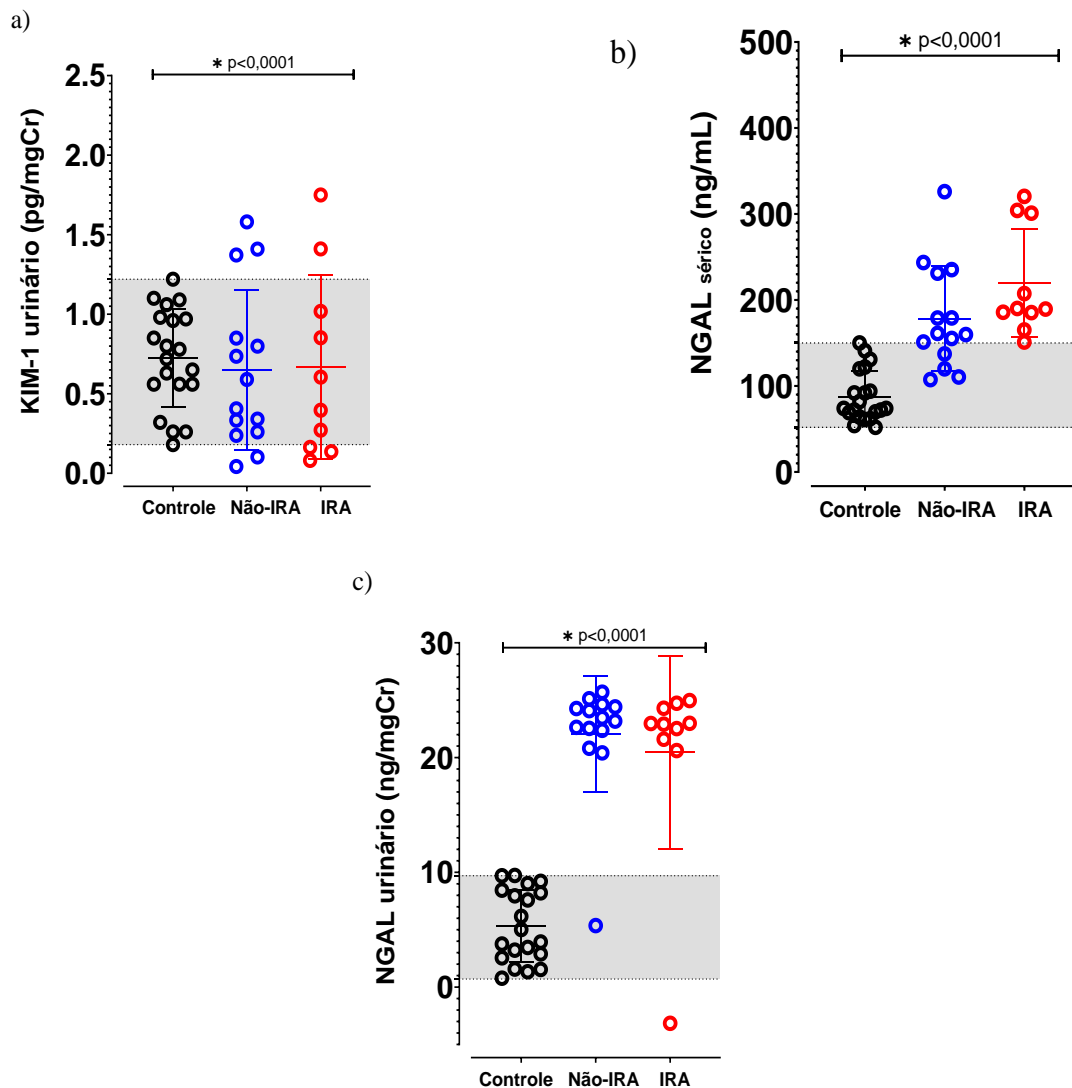 a)
* p<0,0001
KIM-1 urinário (pg/mgCr)
2.5
2.0
1.5
1.0
0.5
0.0
Controle Não-IRA IRA
b)
* p<0,0001
NGAL sérico (ng/mL)
500
400
300
200
100
0
Controle Não-IRA IRA
c)
* p<0,0001
NGAL urinário (ng/mgCr)
30
20
10
0
Controle Não-IRA IRA